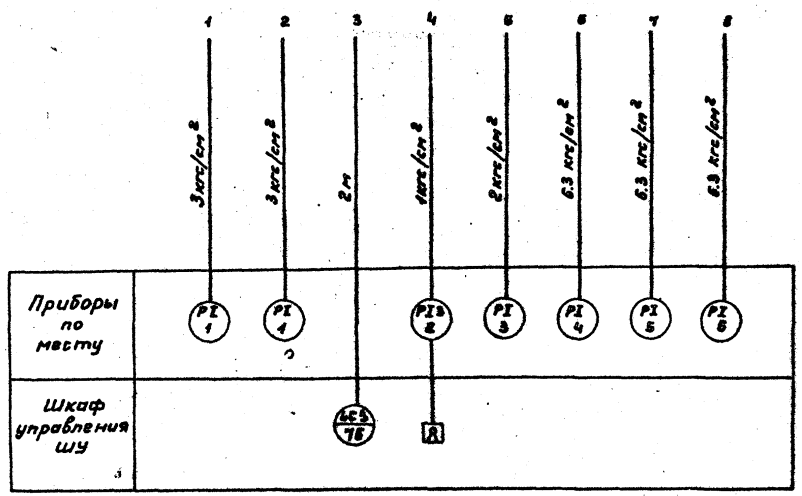 1 2 3 4 5 6 7 8
3 кгс/см²
3 кгс/см²
2 м
1 кгс/см²
2 кгс/см²
6.3 кгс/см²
6.3 кгс/см²
6.3 кгс/см²
Приборы
по
месту
PI
1
PI
1
PIS
2
PI
3
PI
4
PI
5
PI
6
Шкаф
управления
ШУ
7б
Я